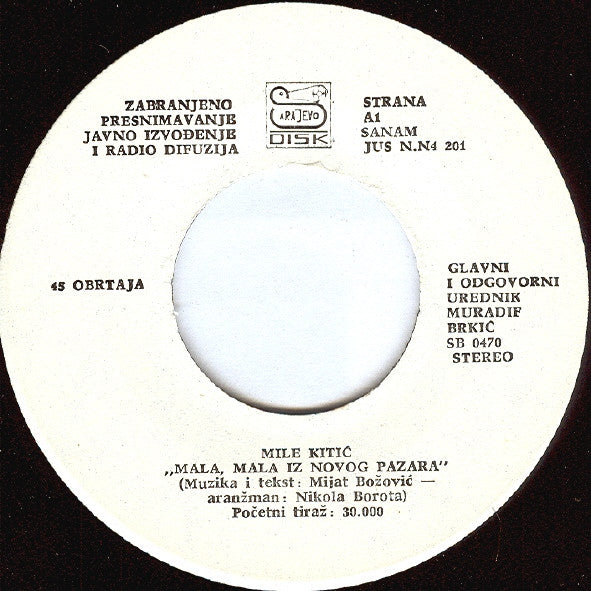 ZABRANJENO
PRESNIMAVANJE
JAVNO IZVOĐENJE
I RADIO DIFUZIJA
SARAJEVO
DISK
STRANA
A1
SANAM
JUS N.N4 201
45 OBRTAJA
GLAVNI
I ODGOVORNI
UREDNIK
MURADIF
BRKIĆ
SB 0470
STEREO
MILE KITIĆ
„MALA, MALA IZ NOVOG PAZARA”
(Muzika i tekst: Mijat Božović —
aranžman: Nikola Borota)
Početni tiraž: 30.000